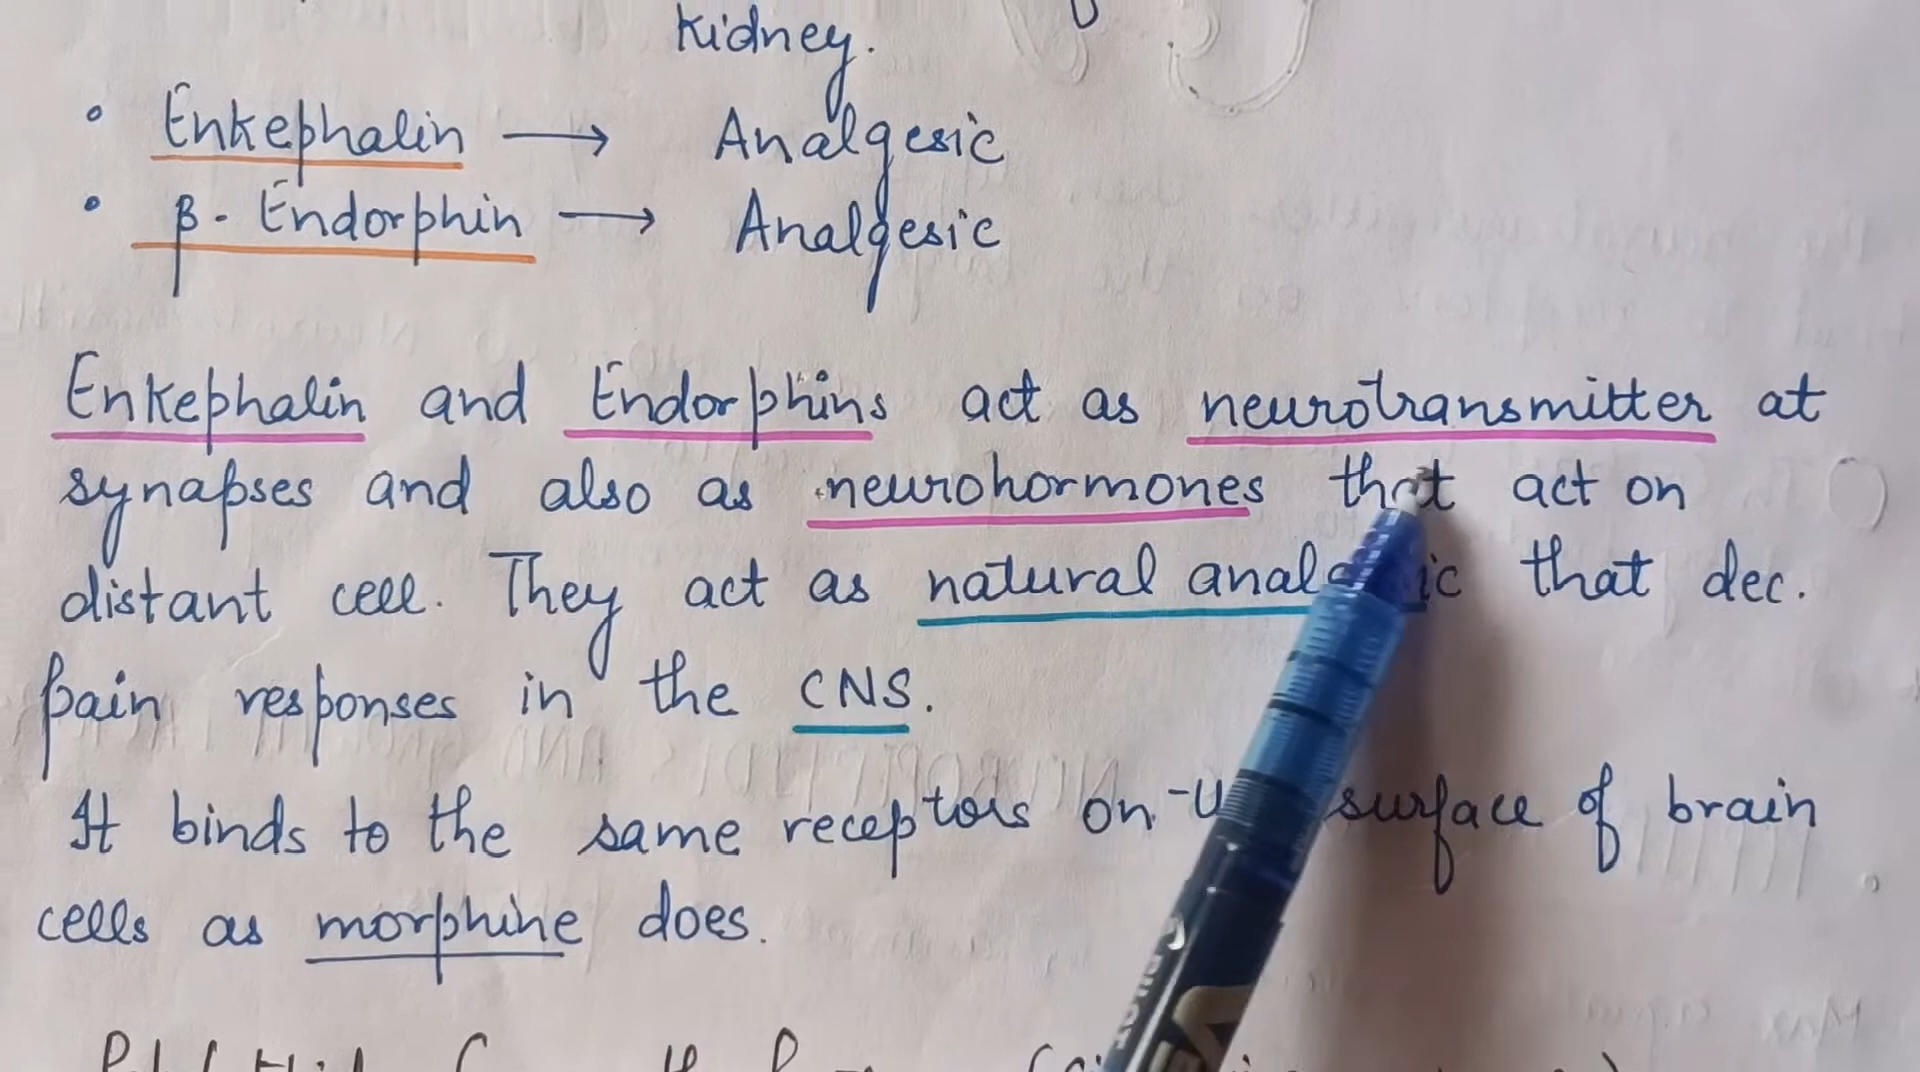 Kidney.
• Enkephalin → Analgesic
• β - Endorphin → Analgesic
Enkephalin and Endorphins act as neurotransmitter at
synapses and also as neurohormones that act on
distant cell. They act as natural that dec.
pain responses in the CNS.
It binds to the same receptors on surface of brain
cells as morphine does.
PILOT